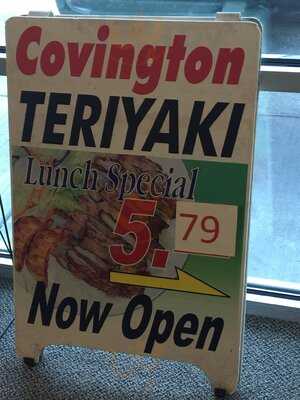 Covington
TERIYAKI
Lunch Special
5.79
Now Open